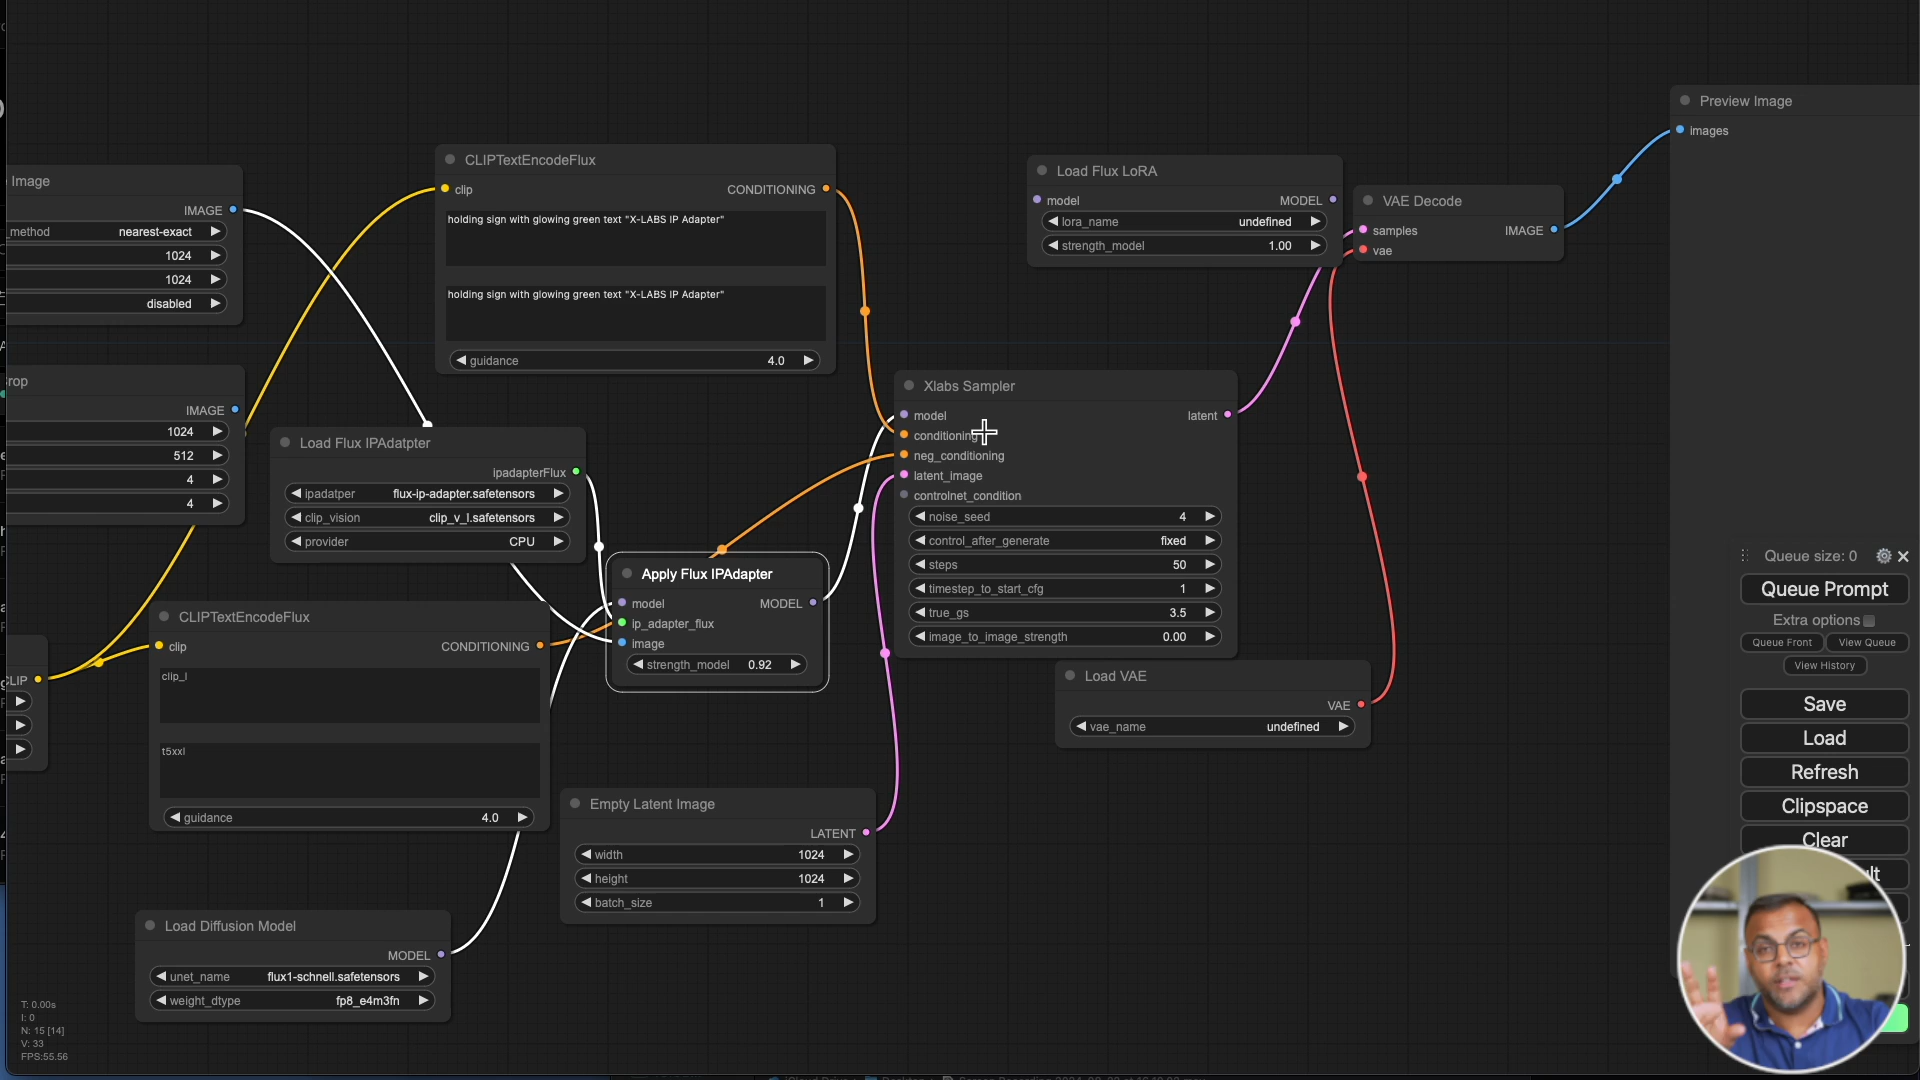 Image
IMAGE
_method nearest-exact
1024
1024
disabled
crop
IMAGE
1024
512
4
4
CLIP
CLIPTextEncodeFlux
clip CONDITIONING
holding sign with glowing green text "X-LABS IP Adapter"
holding sign with glowing green text "X-LABS IP Adapter"
guidance 4.0
Load Flux IPAdatpter
ipadapterFlux
ipadatper flux-ip-adapter.safetensors
clip_vision clip_v_l.safetensors
provider CPU
CLIPTextEncodeFlux
clip CONDITIONING
clip_l
t5xxl
guidance 4.0
Load Diffusion Model
MODEL
unet_name flux1-schnell.safetensors
weight_dtype fp8_e4m3fn
T: 0.00s
I: 0
N: 15 [14]
V: 33
FPS:55.56
Apply Flux IPAdapter
model MODEL
ip_adapter_flux
image
strength_model 0.92
Empty Latent Image
LATENT
width 1024
height 1024
batch_size 1
Xlabs Sampler
model latent
conditioning
neg_conditioning
latent_image
controlnet_condition
noise_seed 4
control_after_generate fixed
steps 50
timestep_to_start_cfg 1
true_gs 3.5
image_to_image_strength 0.00
Load Flux LoRA
model MODEL
lora_name undefined
strength_model 1.00
VAE Decode
samples IMAGE
vae
Load VAE
VAE
vae_name undefined
Preview Image
images
Queue size: 0
Queue Prompt
Extra options
Queue Front View Queue
View History
Save
Load
Refresh
Clipspace
Clear